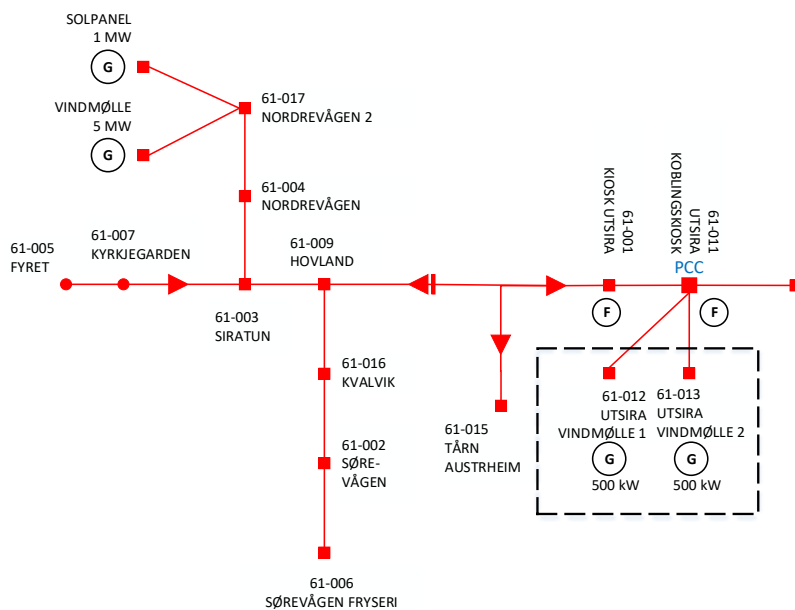 SOLPANEL
1 MW
G
VINDMØLLE
5 MW
G
61-017
NORDREVÅGEN 2
61-004
NORDREVÅGEN
61-005
FYRET
61-007
KYRKJEGARDEN
61-009
HOVLAND
61-003
SIRATUN
61-016
KVALVIK
61-002
SØRE-
VÅGEN
61-006
SØREVÅGEN FRYSERI
61-015
TÅRN
AUSTRHEIM
61-001
KIOSK UTSIRA
F
61-011
UTSIRA
KOBLINGSKIOSK
PCC
F
61-012
UTSIRA
VINDMØLLE 1
G
500 kW
61-013
UTSIRA
VINDMØLLE 2
G
500 kW